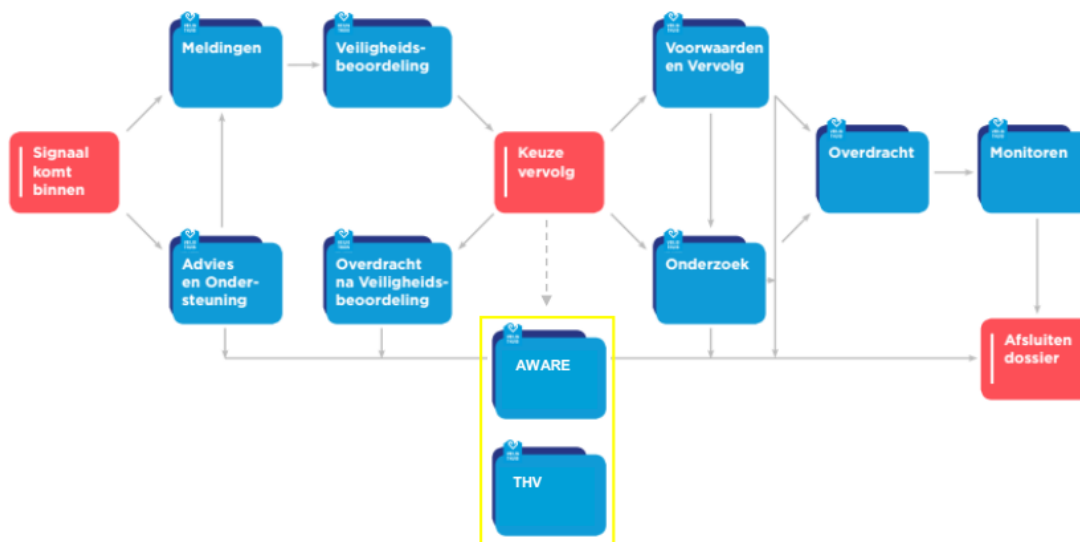 Meldingen
Veiligheids-
beoordeling
Voorwaarden
en Vervolg
Signaal
komt
binnen
Keuze
vervolg
Overdracht
Monitoren
Advies
en Onder-
steuning
Overdracht
na Veiligheids-
beoordeling
Onderzoek
AWARE
Afsluiten
dossier
THV